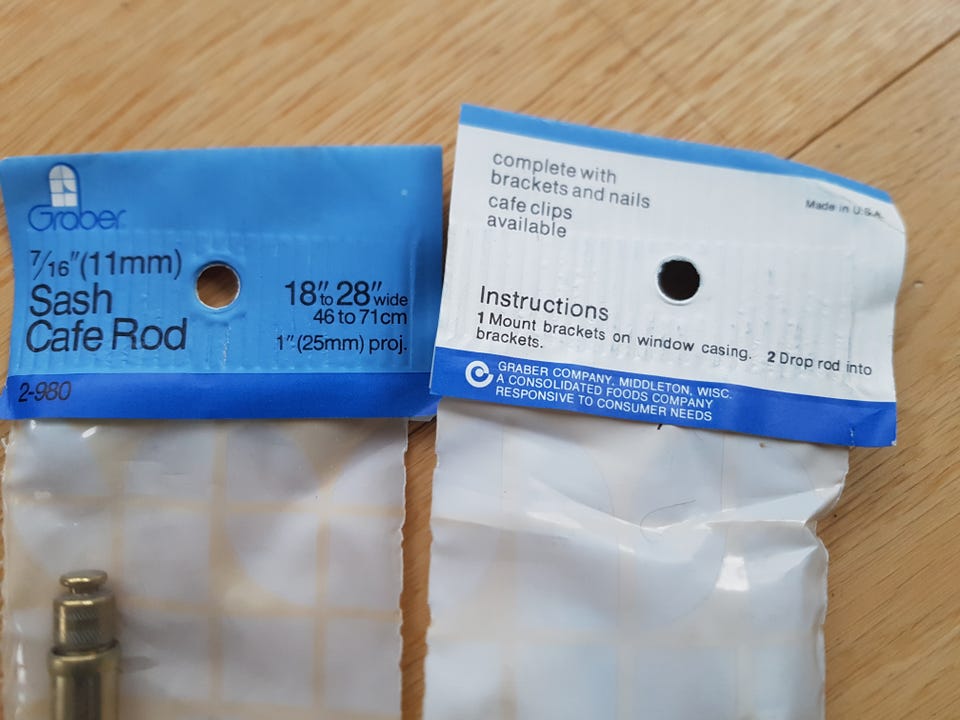 Graber
7/16" (11mm)
Sash
Cafe Rod
18" to 28" wide
46 to 71cm
1" (25mm) proj.
2-980
complete with
brackets and nails
cafe clips
available
Made in U.S.A.
Instructions
1 Mount brackets on window casing. 2 Drop rod into
brackets.
GRABER COMPANY, MIDDLETON, WISC.
A CONSOLIDATED FOODS COMPANY
RESPONSIVE TO CONSUMER NEEDS